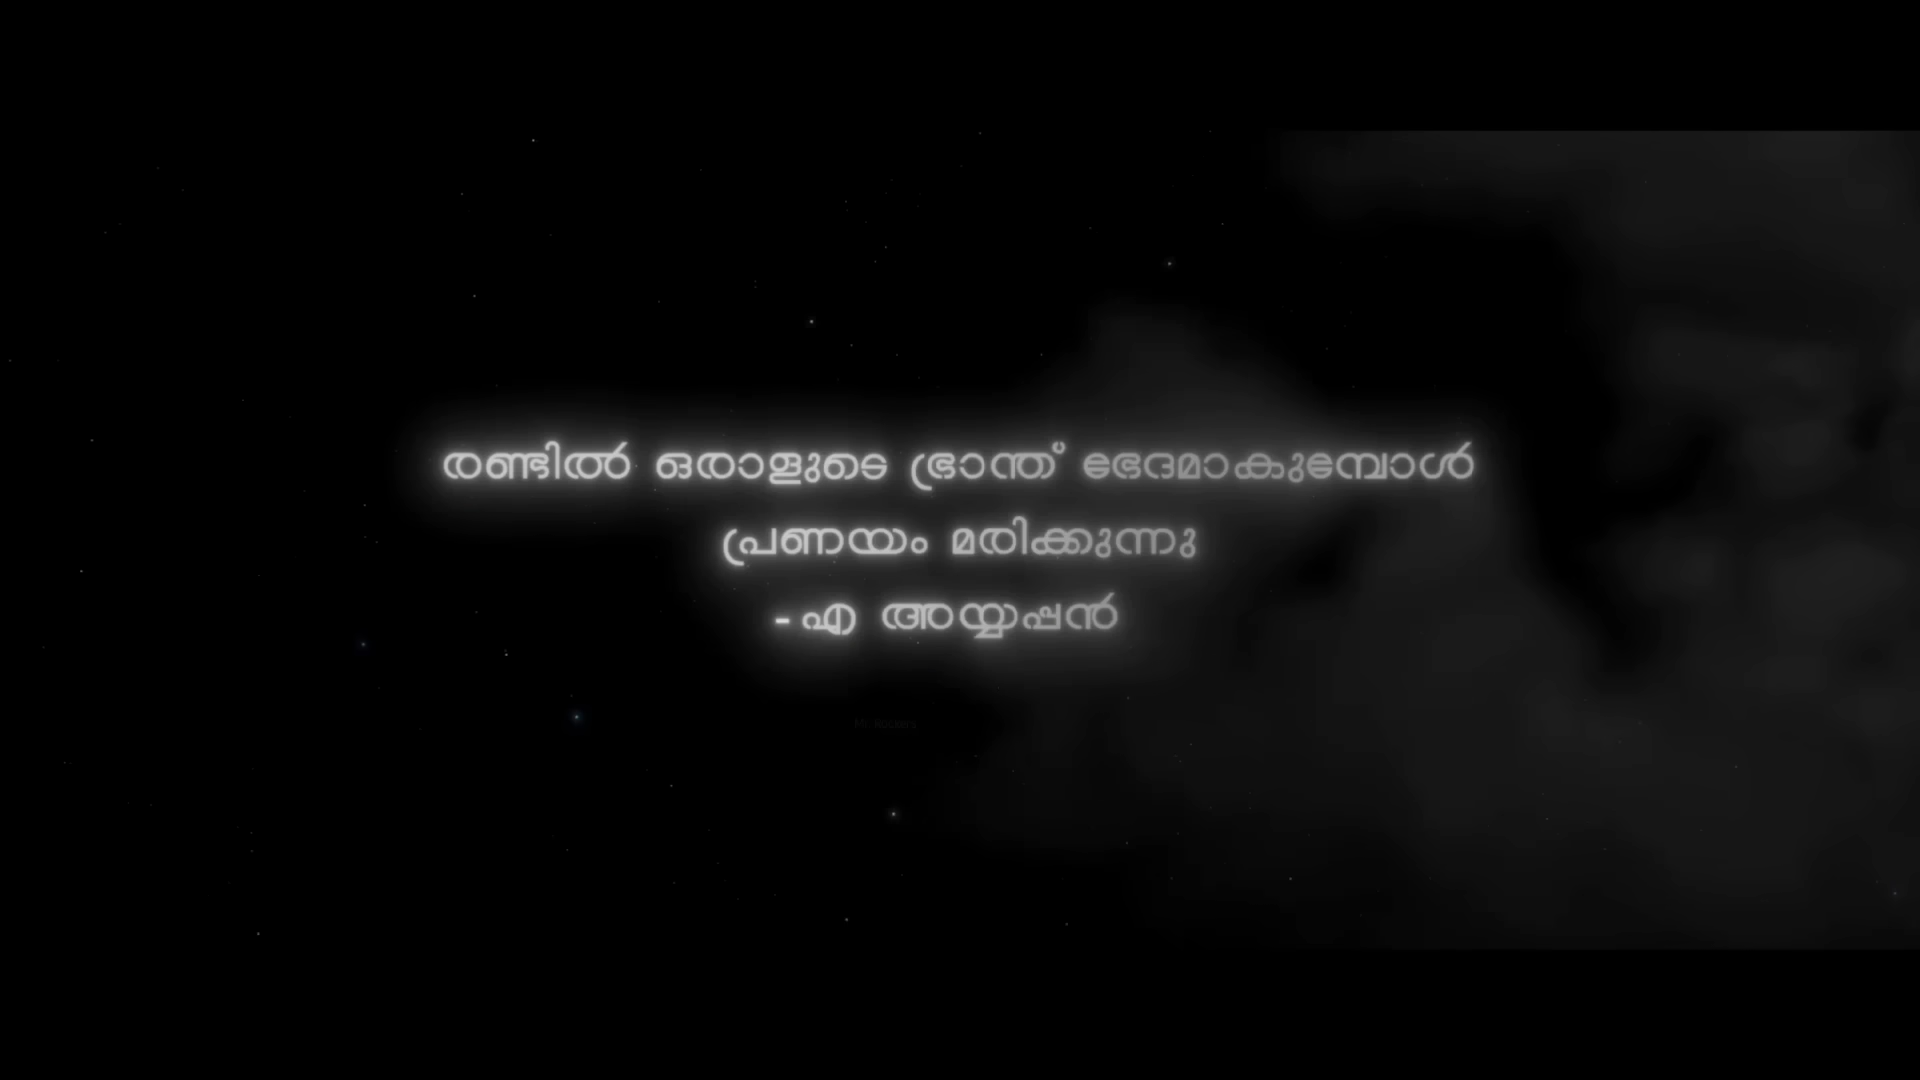 രണ്ടിൽ ഒരാളുടെ ഭ്രാന്ത് ഭേദമാകുമ്പോൾ
പ്രണയം മരിക്കുന്നു
- എ അയ്യപ്പൻ